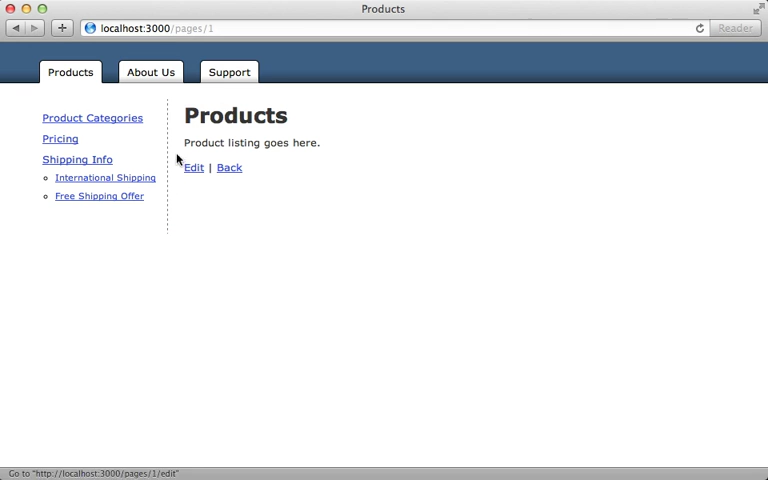 Products
localhost:3000/pages/1
Reader
Products
About Us
Support
Product Categories
Pricing
Shipping Info
International Shipping
Free Shipping Offer
Products
Product listing goes here.
Edit | Back
Go to "http://localhost:3000/pages/1/edit"